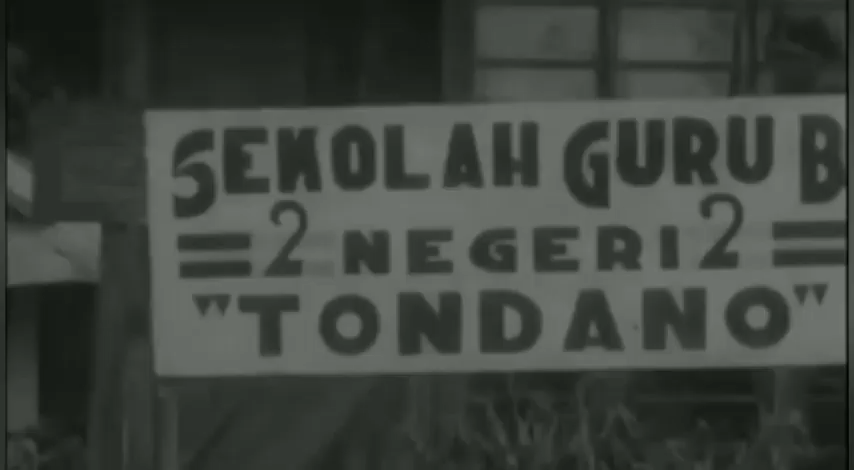 SEKOLAH GURU B
=2 NEGERI 2=
"TONDANO"